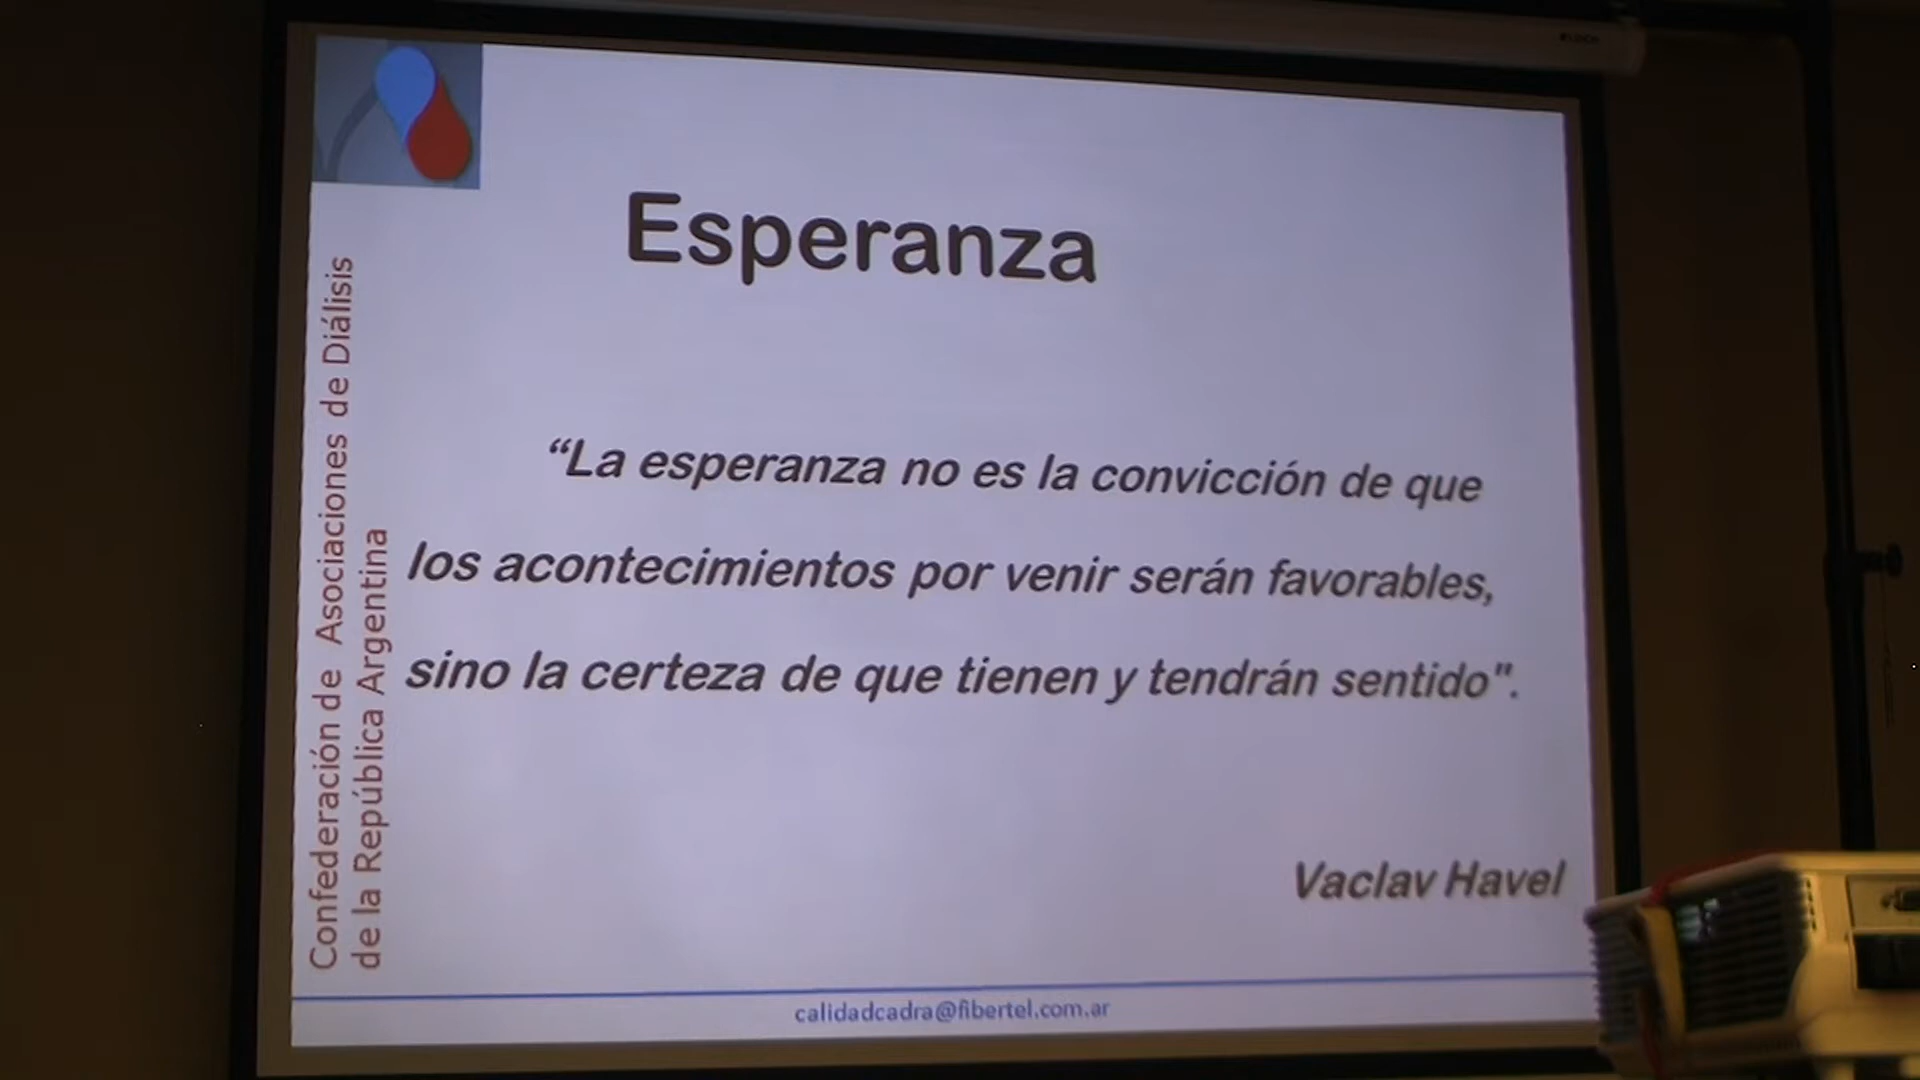 Esperanza
“La esperanza no es la convicción de que
los acontecimientos por venir serán favorables,
sino la certeza de que tienen y tendrán sentido".
Vaclav Havel
Confederación de Asociaciones de Diálisis
de la República Argentina
calidadcadra@fibertel.com.ar